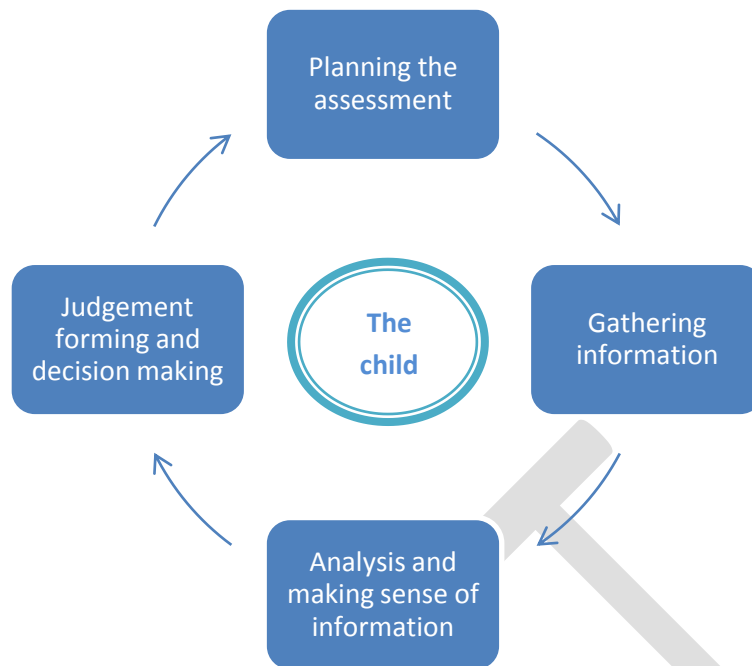 Planning the
assessment
Judgement
forming and
decision making
The
child
Gathering
information
Analysis and
making sense of
information